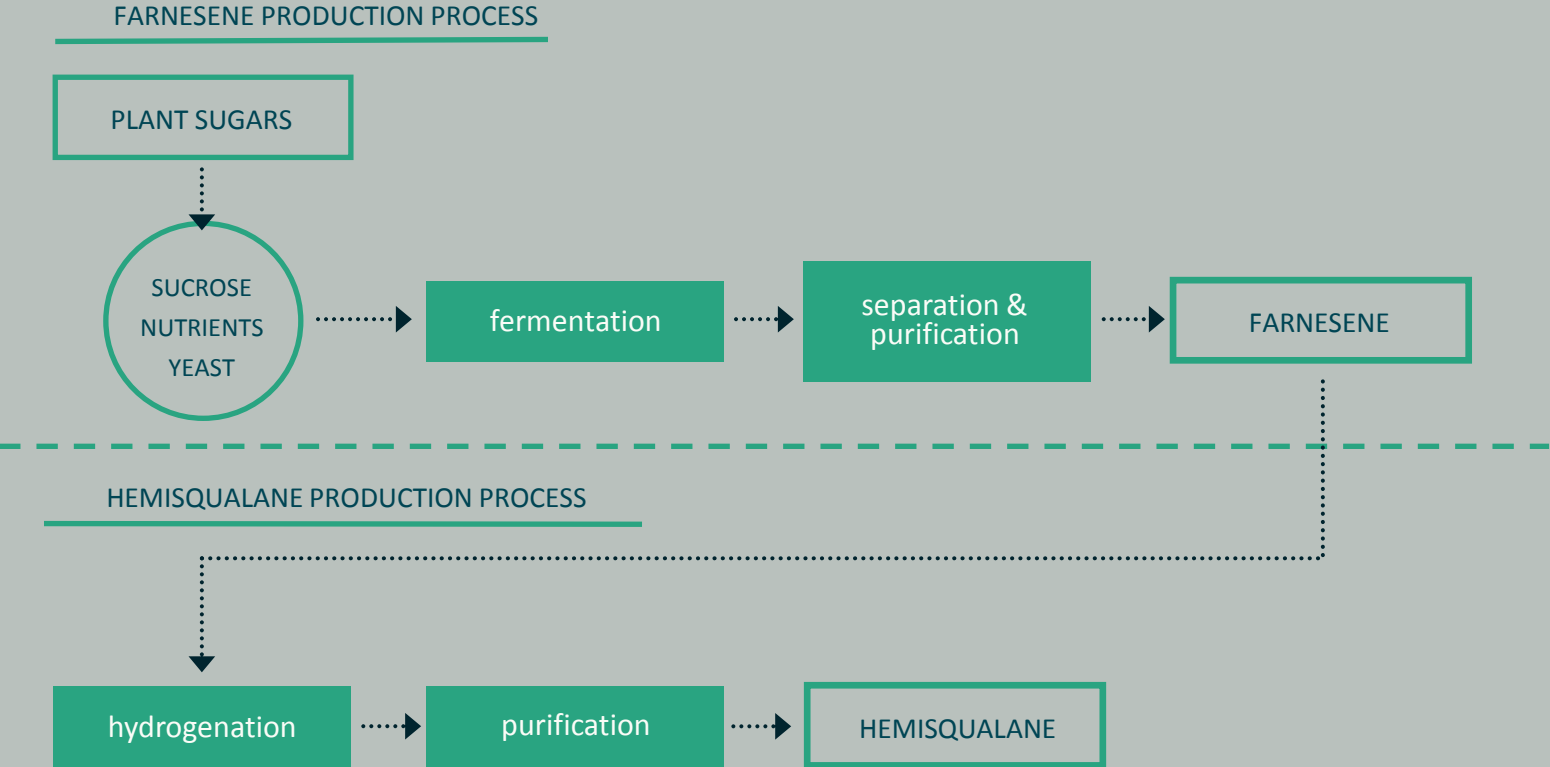 FARNESENE PRODUCTION PROCESS
PLANT SUGARS
SUCROSE
NUTRIENTS
YEAST
fermentation
separation &
purification
FARNESENE
HEMISQUALANE PRODUCTION PROCESS
hydrogenation
purification
HEMISQUALANE